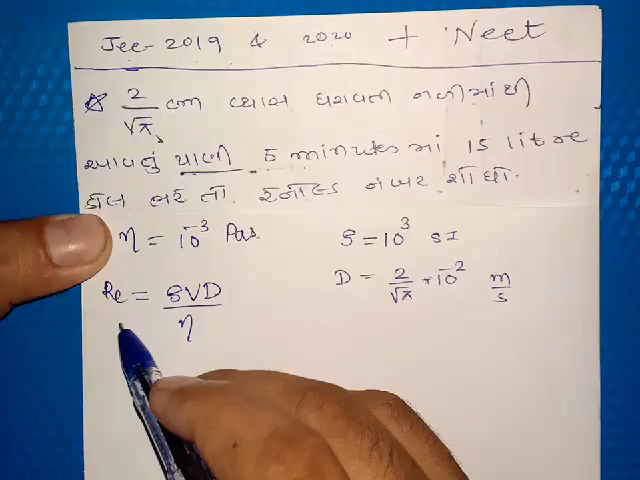 Jee-2019 & 2020 + Neet
2/√π cm વ્યાસ ધરાવતી નળીમાંથી
આવતું પાણી 5 minutes માં 15 litre
ડોલ ભરે તો રેનોલ્ડ નંબર શોધો.
η = 10⁻³ Pas ρ = 10³ SI
D = 2/√π × 10⁻² m/s
Re = ρVD/η